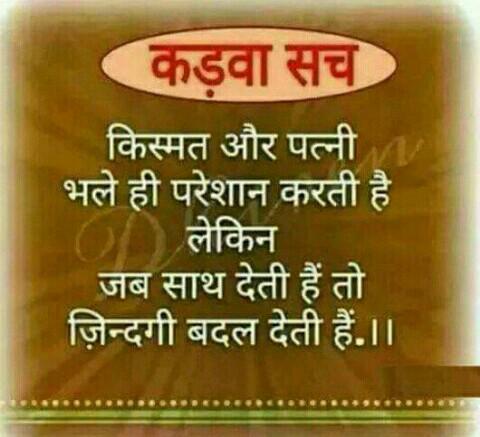 कड़वा सच
किस्मत और पत्नी
भले ही परेशान करती है
लेकिन
जब साथ देती हैं तो
ज़िन्दगी बदल देती हैं.।।